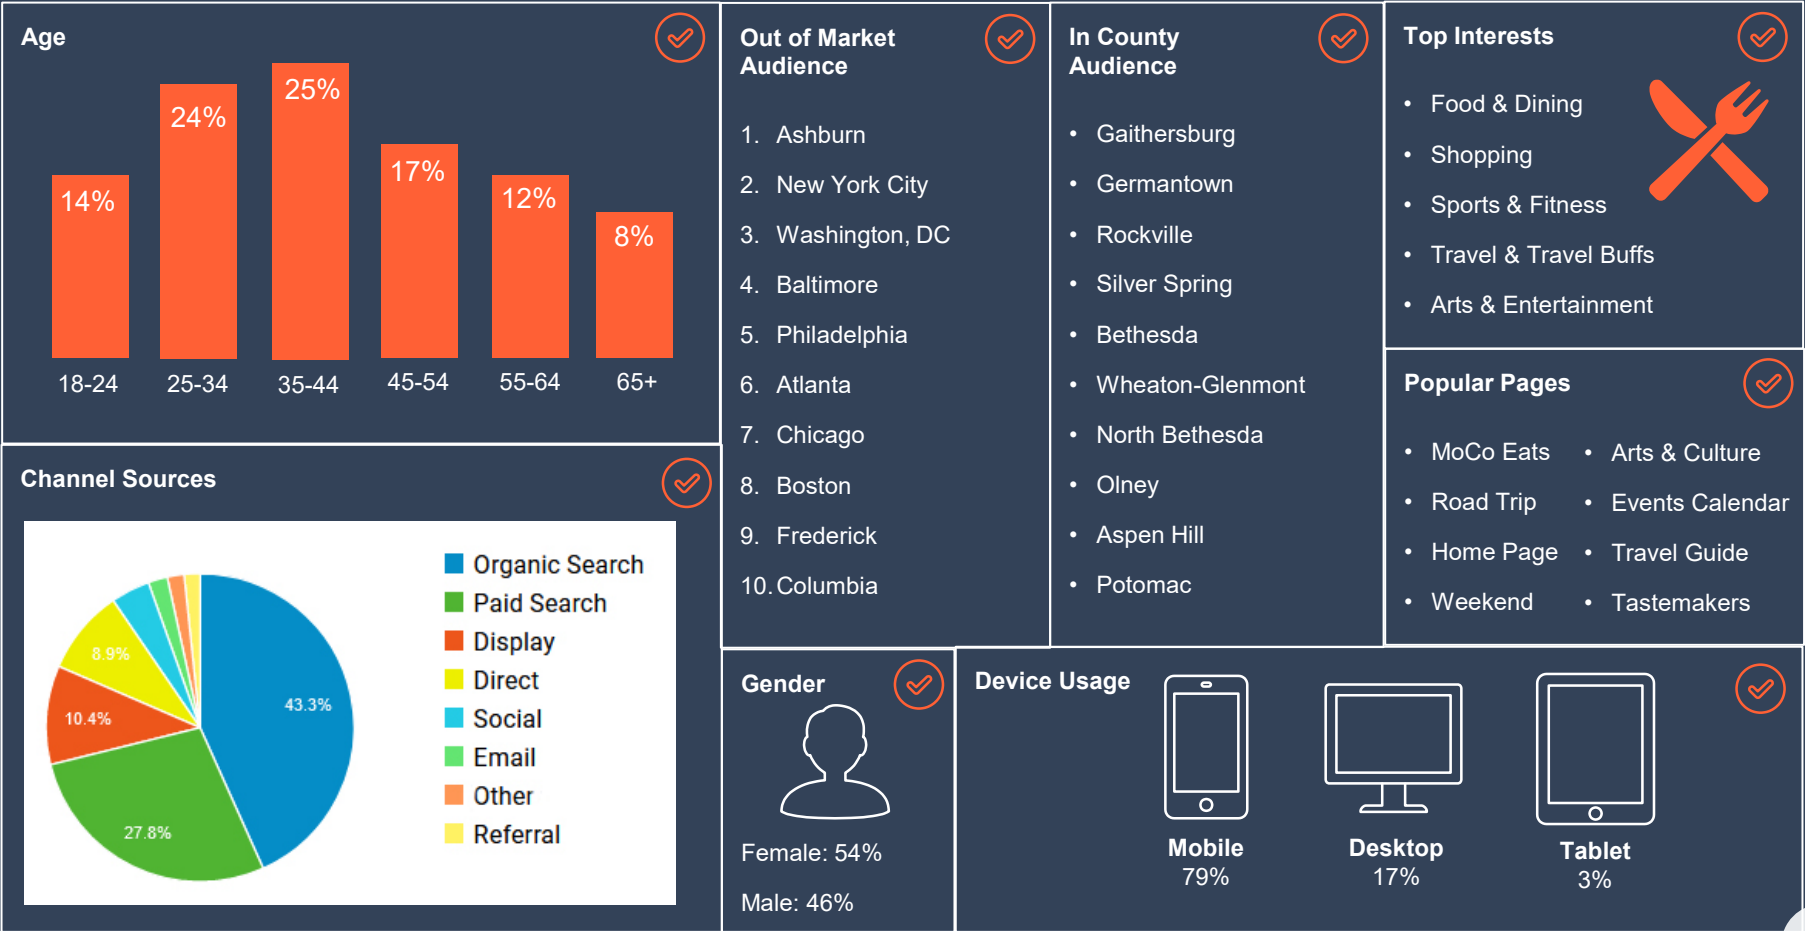 Age
14%
24%
25%
17%
12%
8%
18-24
25-34
35-44
45-54
55-64
65+
Channel Sources
43.3%
27.8%
10.4%
8.9%
Organic Search
Paid Search
Display
Direct
Social
Email
Other
Referral
Out of Market
Audience
1. Ashburn
2. New York City
3. Washington, DC
4. Baltimore
5. Philadelphia
6. Atlanta
7. Chicago
8. Boston
9. Frederick
10. Columbia
In County
Audience
• Gaithersburg
• Germantown
• Rockville
• Silver Spring
• Bethesda
• Wheaton-Glenmont
• North Bethesda
• Olney
• Aspen Hill
• Potomac
Top Interests
• Food & Dining
• Shopping
• Sports & Fitness
• Travel & Travel Buffs
• Arts & Entertainment
Popular Pages
• MoCo Eats
• Road Trip
• Home Page
• Weekend
• Arts & Culture
• Events Calendar
• Travel Guide
• Tastemakers
Gender
Female: 54%
Male: 46%
Device Usage
Mobile
79%
Desktop
17%
Tablet
3%